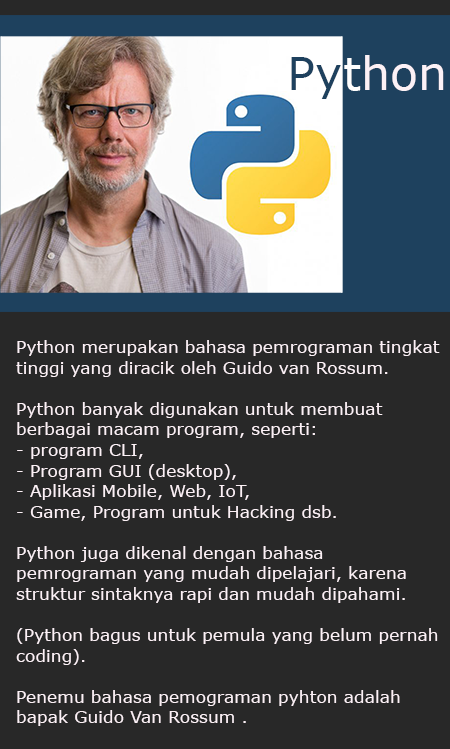 Python
Python merupakan bahasa pemrograman tingkat
tinggi yang diracik oleh Guido van Rossum.
Python banyak digunakan untuk membuat
berbagai macam program, seperti:
- program CLI,
- Program GUI (desktop),
- Aplikasi Mobile, Web, IoT,
- Game, Program untuk Hacking dsb.
Python juga dikenal dengan bahasa
pemrograman yang mudah dipelajari, karena
struktur sintaknya rapi dan mudah dipahami.
(Python bagus untuk pemula yang belum pernah
coding).
Penemu bahasa pemograman pyhton adalah
bapak Guido Van Rossum .